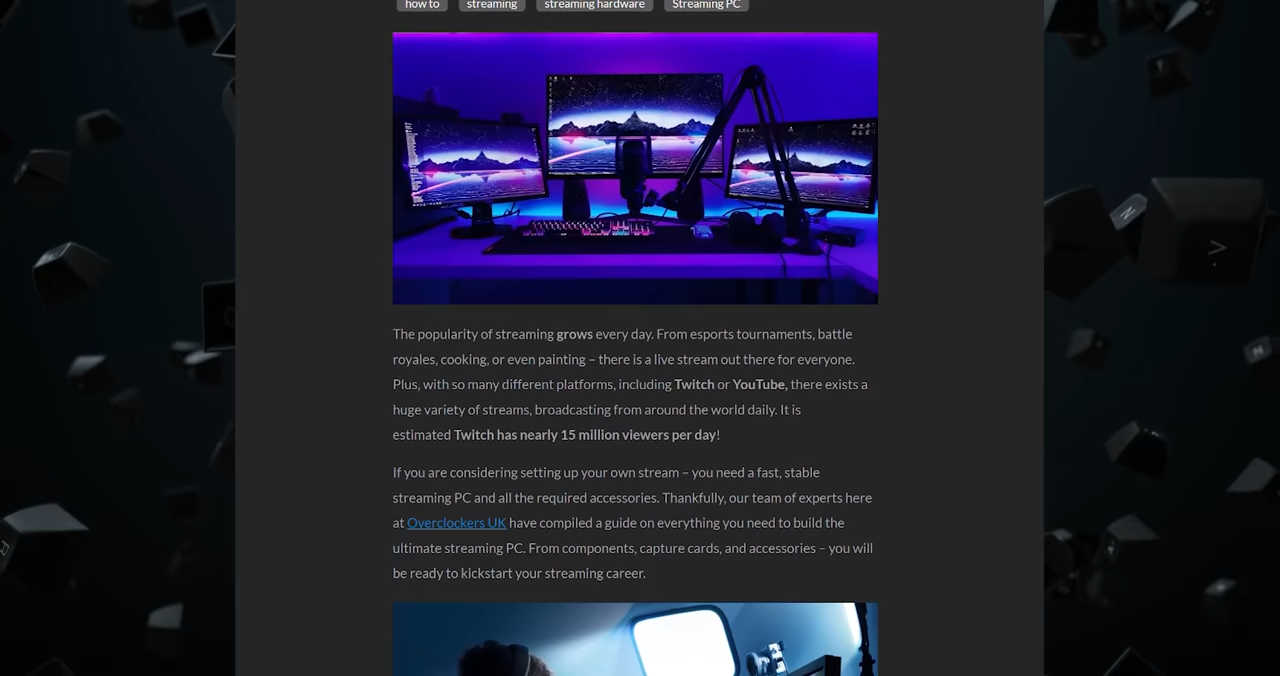 how to streaming streaming hardware Streaming PC
The popularity of streaming grows every day. From esports tournaments, battle
royales, cooking, or even painting – there is a live stream out there for everyone.
Plus, with so many different platforms, including Twitch or YouTube, there exists a
huge variety of streams, broadcasting from around the world daily. It is
estimated Twitch has nearly 15 million viewers per day!
If you are considering setting up your own stream – you need a fast, stable
streaming PC and all the required accessories. Thankfully, our team of experts here
at Overclockers UK have compiled a guide on everything you need to build the
ultimate streaming PC. From components, capture cards, and accessories – you will
be ready to kickstart your streaming career.